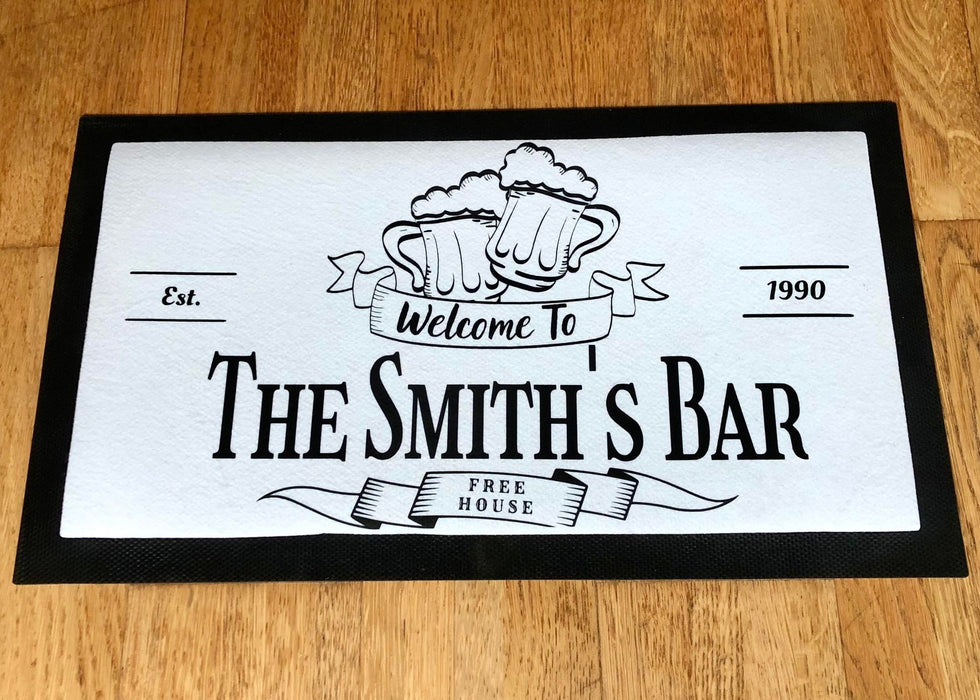 Welcome To
Est.
1990
The Smith's Bar
FREE
HOUSE